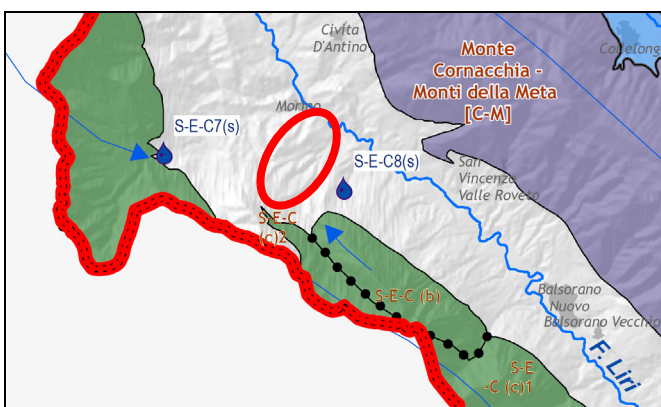 Civita
D'Antino
Monte
Cornacchia -
Monti della Meta
[C-M]
Collelong
Morino
S-E-C7(s)
S-E-C8(s)
San
Vincenzo
Valle Roveto
S-E-C
(c)2
S-E-C (b)
Balsorano
Nuovo
Balsorano Vecchio
F. Liri
S-E
-C (c)1